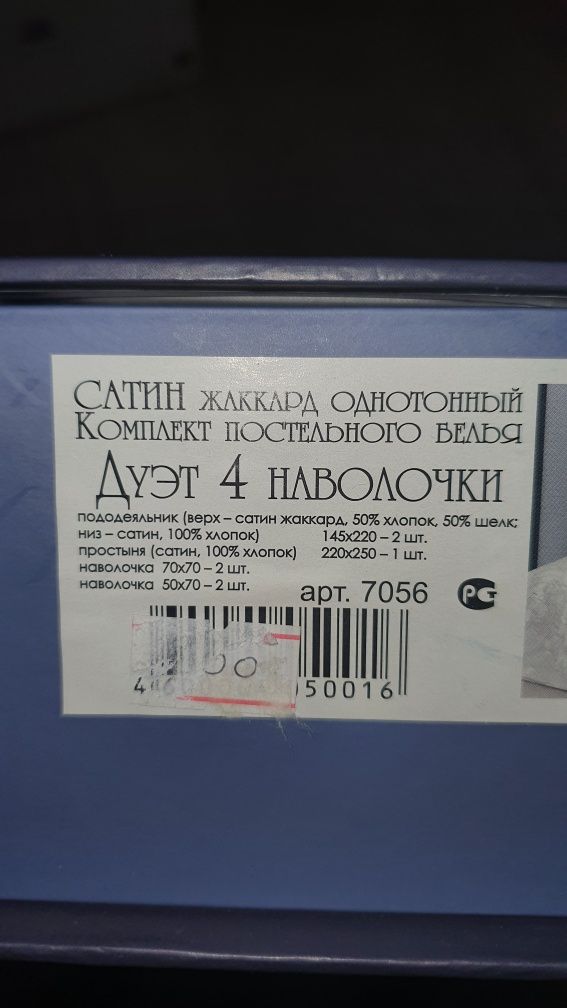 САТИН ЖАККАРД ОДНОТОННЫЙ
КОМПЛЕКТ ПОСТЕЛЬНОГО БЕЛЬЯ
ДУЭТ 4 НАВОЛОЧКИ
пододеяльник (верх – сатин жаккард, 50% хлопок, 50% шелк;
низ – сатин, 100% хлопок) 145х220 – 2 шт.
простыня (сатин, 100% хлопок) 220х250 – 1 шт.
наволочка 70х70 – 2 шт.
наволочка 50х70 – 2 шт.
арт. 7056
50016